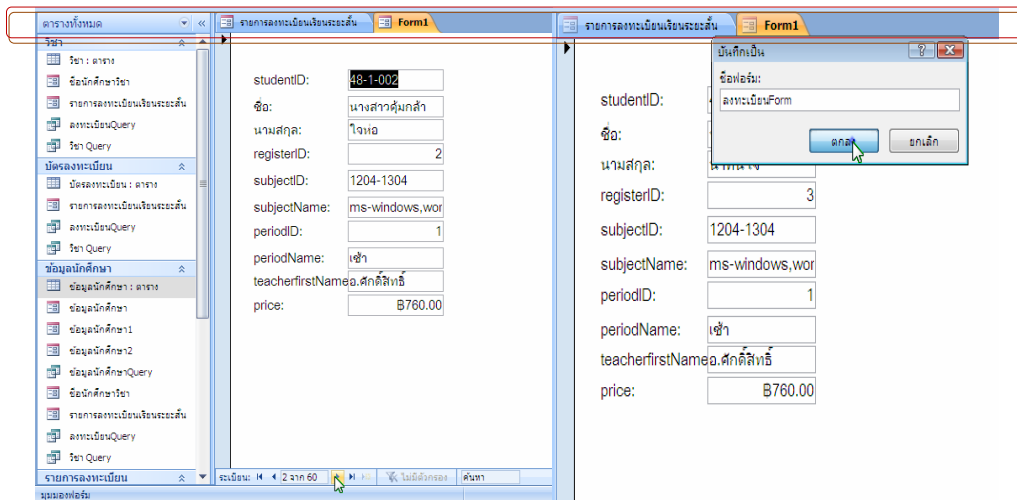 ตารางทั้งหมด
วิชา
วิชา : ตาราง
ชื่อนักศึกษาวิชา
รายการลงทะเบียนเรียนระยะสั้น
ลงทะเบียนQuery
วิชา Query
บัตรลงทะเบียน
บัตรลงทะเบียน : ตาราง
รายการลงทะเบียนเรียนระยะสั้น
ลงทะเบียนQuery
วิชา Query
ข้อมูลนักศึกษา
ข้อมูลนักศึกษา : ตาราง
ข้อมูลนักศึกษา
ข้อมูลนักศึกษา1
ข้อมูลนักศึกษา2
ข้อมูลนักศึกษาQuery
ชื่อนักศึกษาวิชา
รายการลงทะเบียนเรียนระยะสั้น
ลงทะเบียนQuery
วิชา Query
รายการลงทะเบียน
มุมมองฟอร์ม
รายการลงทะเบียนเรียนระยะสั้น Form1
studentID: 48-1-002
ชื่อ: นางสาวคุ้มกล้า
นามสกุล: ใจห่อ
registerID: 2
subjectID: 1204-1304
subjectName: ms-windows,wor
periodID: 1
periodName: เช้า
teacherfirstName อ.ศักดิ์สิทธิ์
price: ฿760.00
ระเบียน: 2 จาก 60 ไม่มีตัวกรอง ค้นหา
รายการลงทะเบียนเรียนระยะสั้น Form1
บันทึกเป็น
ชื่อฟอร์ม:
ลงทะเบียนForm
ตกลง ยกเลิก
studentID:
ชื่อ:
นามสกุล:
registerID: 3
subjectID: 1204-1304
subjectName: ms-windows,wor
periodID: 1
periodName: เช้า
teacherfirstName อ.ศักดิ์สิทธิ์
price: ฿760.00